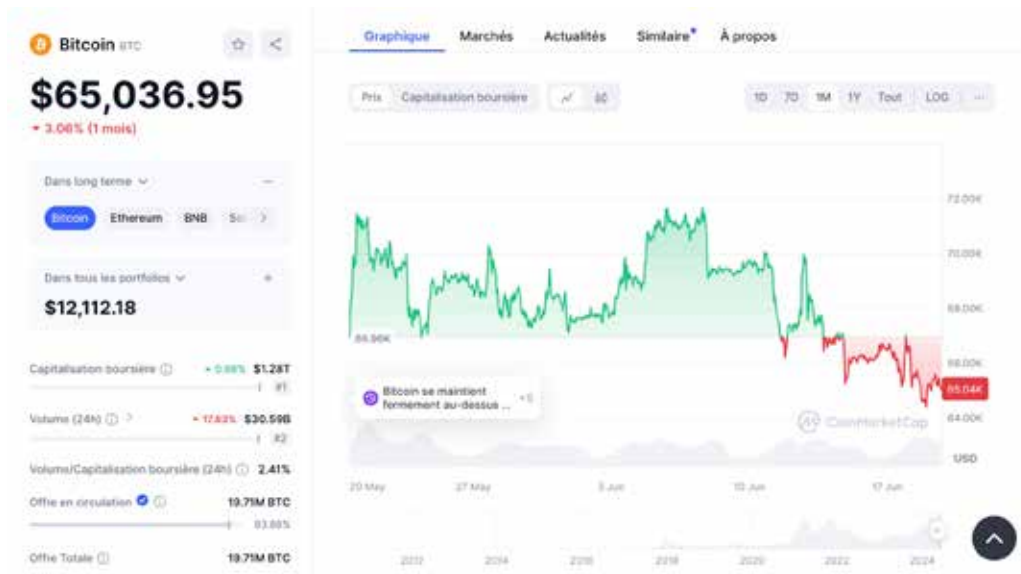 Bitcoin BTC
$65,036.95
3.06% (1 mois)
Dans long terme
Bitcoin Ethereum BNB
Dans tous les portfolios
$12,112.18
Capitalisation boursière $1.28T
#1
Volume (24h) 17.63% $30.59B
#2
Volume/Capitalisation boursière (24h) 2.41%
Offre en circulation 19.71M BTC
93.88%
Offre Totale 19.71M BTC
Graphique Marchés Actualités Similaire À propos
Prix Capitalisation boursière
1D 7D 1M 1Y Tout LOG ...
72.00K
70.00K
68.00K
66.96K
66.00K
65.04K
64.00K
Bitcoin se maintient
fermement au-dessus ...
+5
CoinMarketCap
USD
20 May 27 May 3 Jun 10 Jun 17 Jun
2012 2014 2016 2018 2020 2022 2024